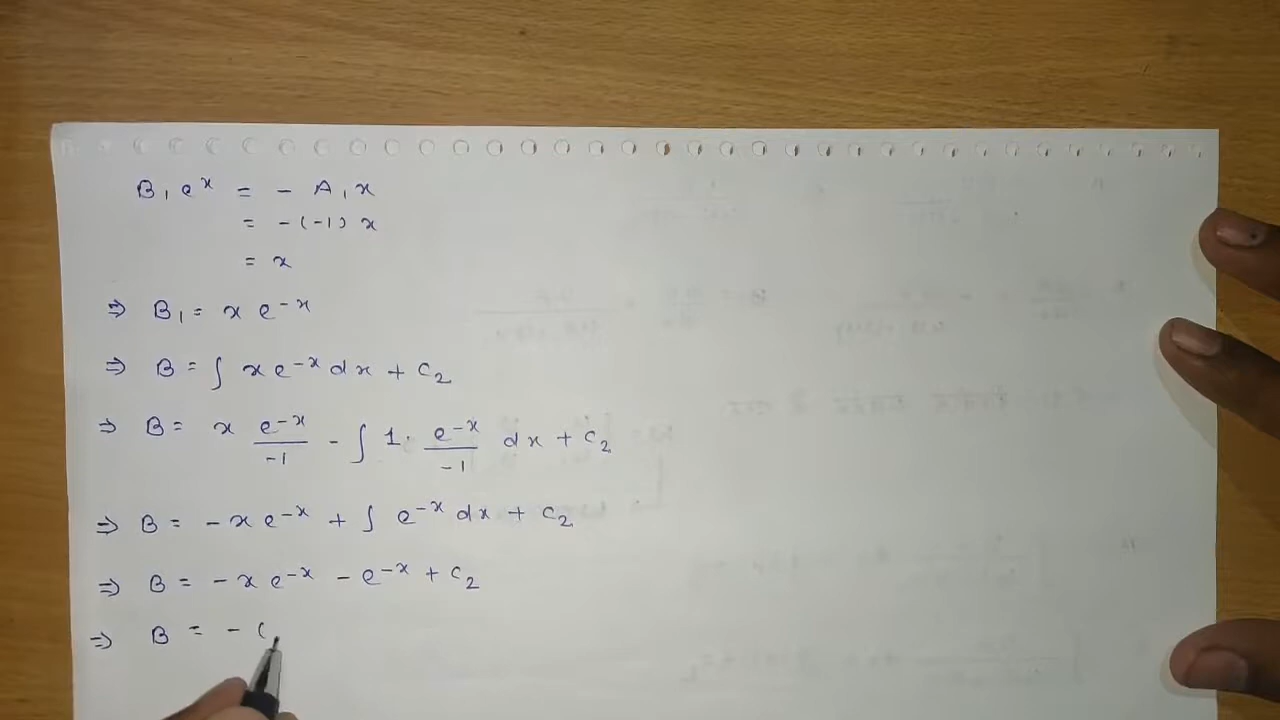 B₁ eˣ = - A₁ x
= - (-1) x
= x
⇒ B₁ = x e⁻ˣ
⇒ B = ∫ x e⁻ˣ dx + c₂
⇒ B = x e⁻ˣ/-1 - ∫ 1. e⁻ˣ/-1 dx + c₂
⇒ B = - x e⁻ˣ + ∫ e⁻ˣ dx + c₂
⇒ B = - x e⁻ˣ - e⁻ˣ + c₂
⇒ B = - (